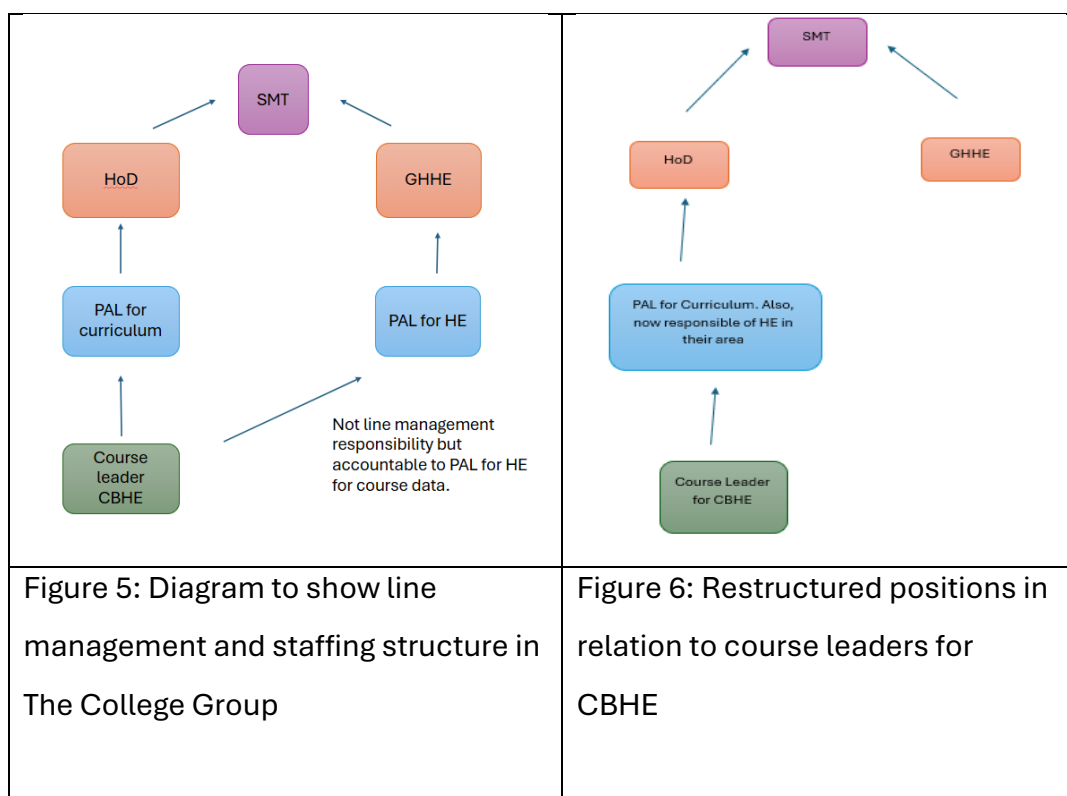 SMT
HoD
GHHE
PAL for
curriculum
PAL for HE
Not line management
responsibility but
accountable to PAL for HE
for course data.
Course
leader
CBHE
SMT
HoD
GHHE
PAL for Curriculum. Also,
now responsible of HE in
their area
Course Leader
for CBHE
Figure 5: Diagram to show line
management and staffing structure in
The College Group
Figure 6: Restructured positions in
relation to course leaders for
CBHE